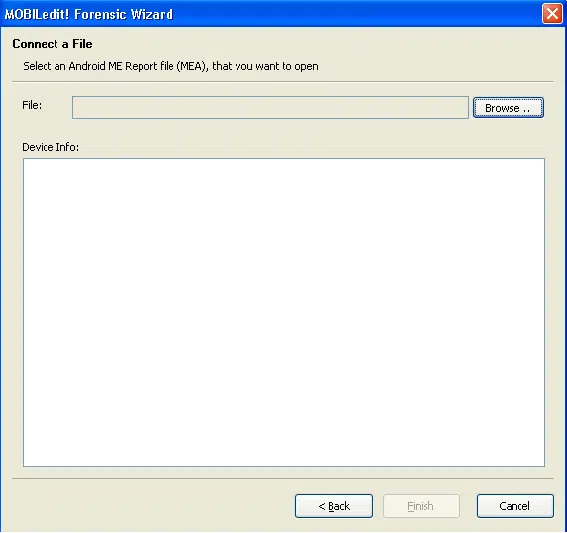 MOBILedit! Forensic Wizard
Connect a File
Select an Android ME Report file (MEA), that you want to open
File:
Browse ..
Device Info:
< Back
Finish
Cancel